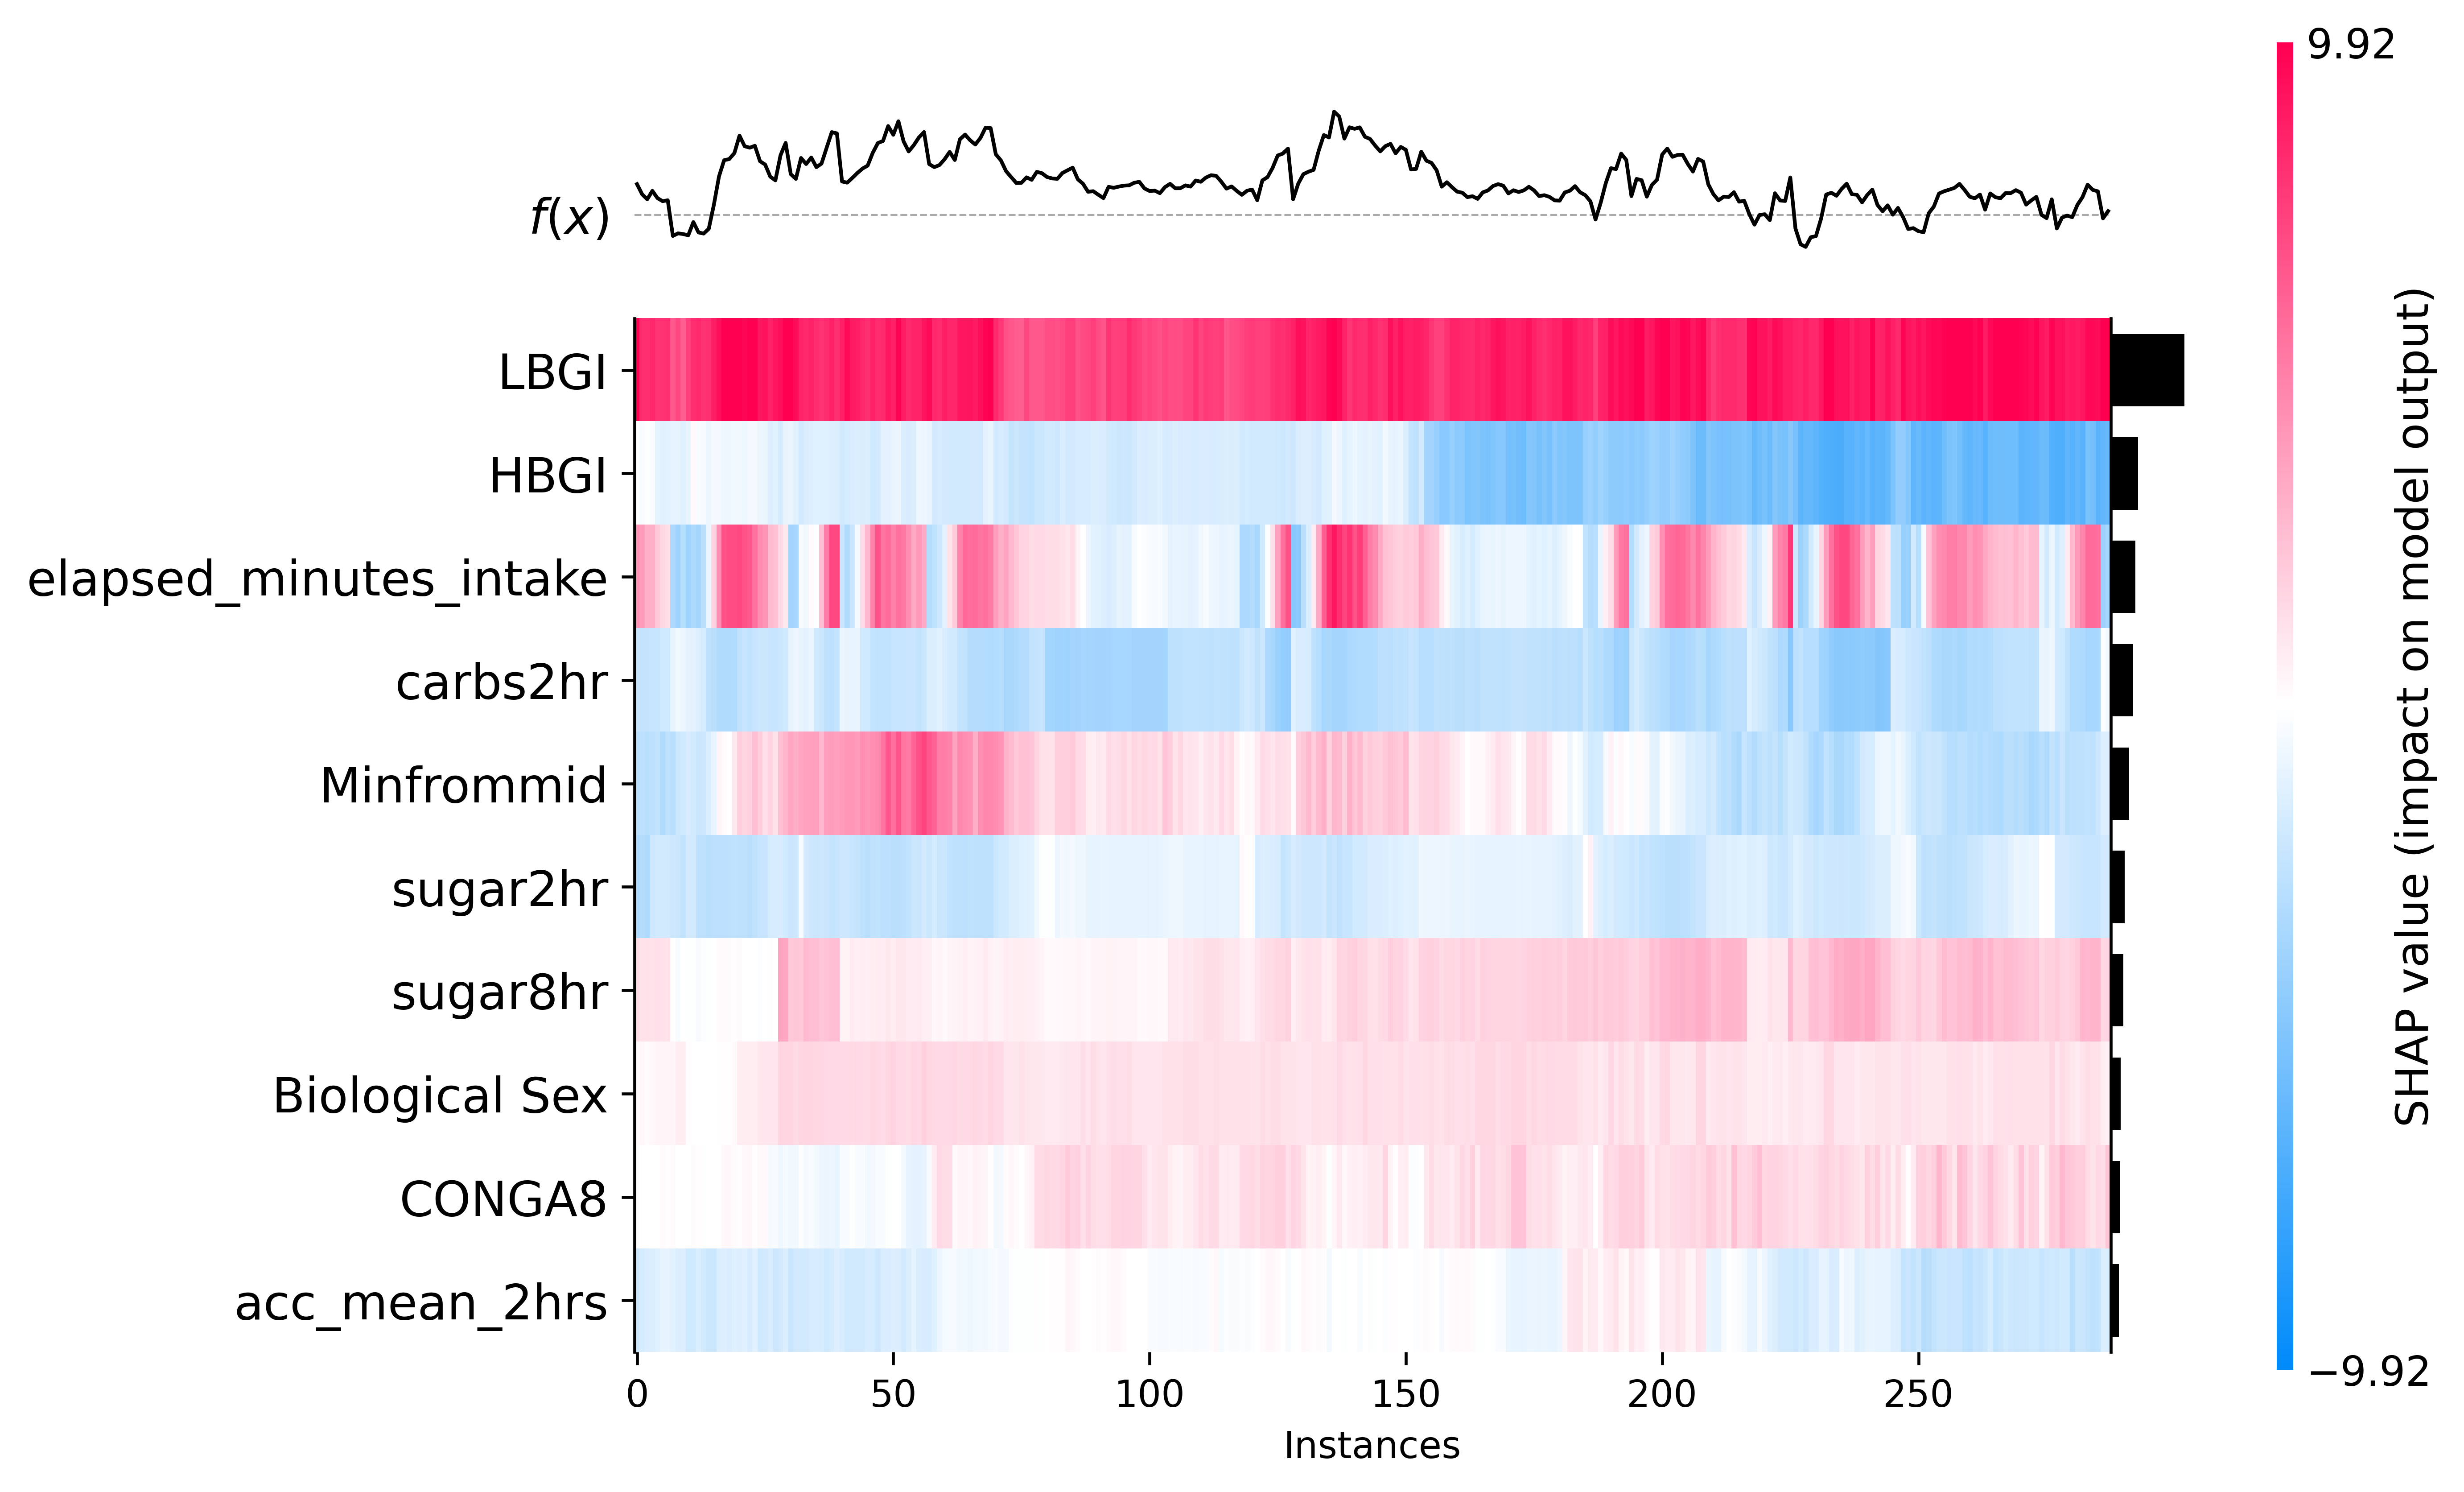 9.92
f(x)
LBGI
HBGI
elapsed_minutes_intake
carbs2hr
Minfrommid
sugar2hr
sugar8hr
Biological Sex
CONGA8
acc_mean_2hrs
0 50 100 150 200 250
Instances
SHAP value (impact on model output)
−9.92